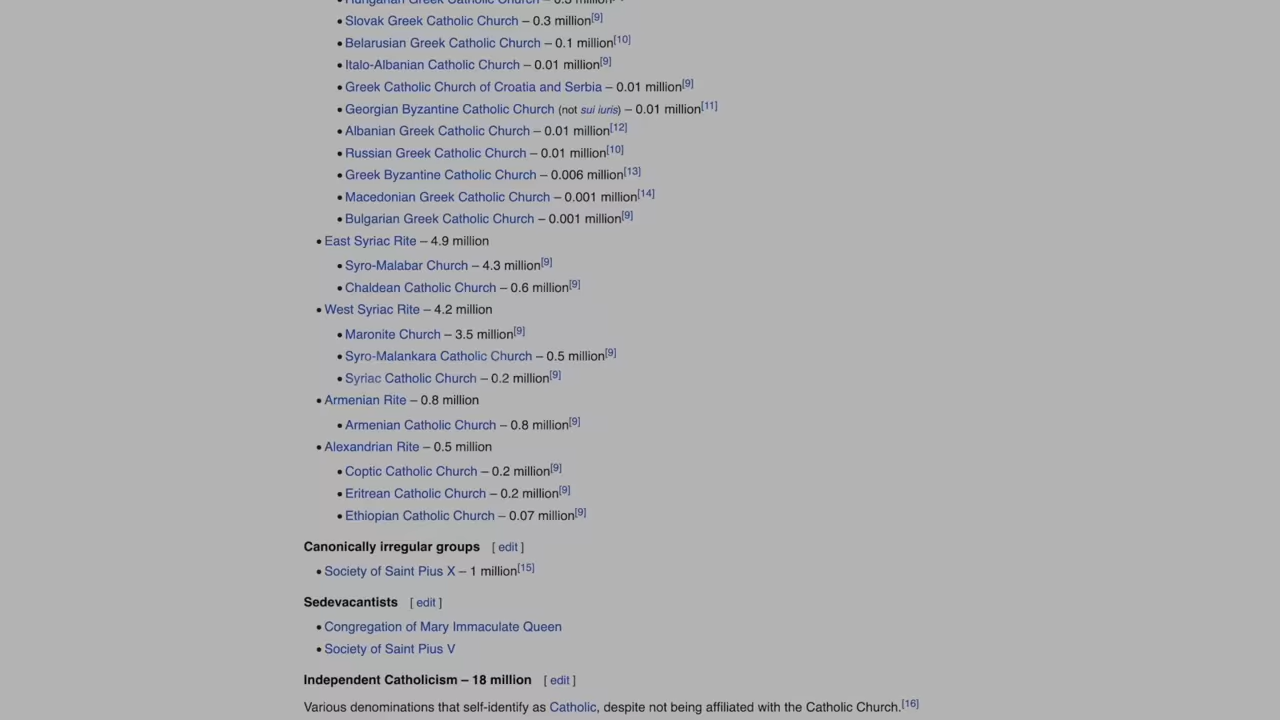 Hungarian Greek Catholic Church – 0.3 million
• Slovak Greek Catholic Church – 0.3 million[9]
• Belarusian Greek Catholic Church – 0.1 million[10]
• Italo-Albanian Catholic Church – 0.01 million[9]
• Greek Catholic Church of Croatia and Serbia – 0.01 million[9]
• Georgian Byzantine Catholic Church (not sui iuris) – 0.01 million[11]
• Albanian Greek Catholic Church – 0.01 million[12]
• Russian Greek Catholic Church – 0.01 million[10]
• Greek Byzantine Catholic Church – 0.006 million[13]
• Macedonian Greek Catholic Church – 0.001 million[14]
• Bulgarian Greek Catholic Church – 0.001 million[9]
• East Syriac Rite – 4.9 million
• Syro-Malabar Church – 4.3 million[9]
• Chaldean Catholic Church – 0.6 million[9]
• West Syriac Rite – 4.2 million
• Maronite Church – 3.5 million[9]
• Syro-Malankara Catholic Church – 0.5 million[9]
• Syriac Catholic Church – 0.2 million[9]
• Armenian Rite – 0.8 million
• Armenian Catholic Church – 0.8 million[9]
• Alexandrian Rite – 0.5 million
• Coptic Catholic Church – 0.2 million[9]
• Eritrean Catholic Church – 0.2 million[9]
• Ethiopian Catholic Church – 0.07 million[9]
Canonically irregular groups [ edit ]
• Society of Saint Pius X – 1 million[15]
Sedevacantists [ edit ]
• Congregation of Mary Immaculate Queen
• Society of Saint Pius V
Independent Catholicism – 18 million [ edit ]
Various denominations that self-identify as Catholic, despite not being affiliated with the Catholic Church.[16]